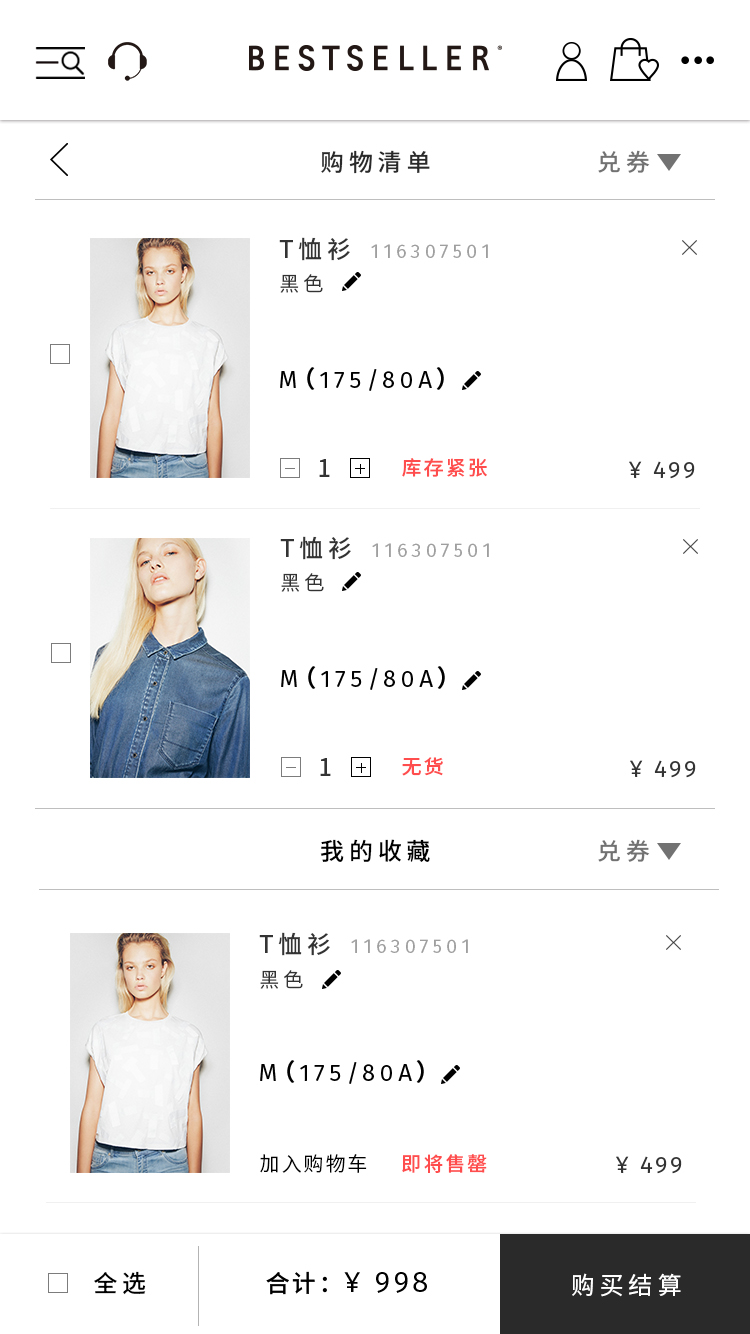 BESTSELLER
购物清单 兑券
T恤衫 116307501
黑色
M(175/80A)
1 库存紧张 ¥ 499
T恤衫 116307501
黑色
M(175/80A)
1 无货 ¥ 499
我的收藏 兑券
T恤衫 116307501
黑色
M(175/80A)
加入购物车 即将售罄 ¥ 499
全选 合计：¥ 998 购买结算